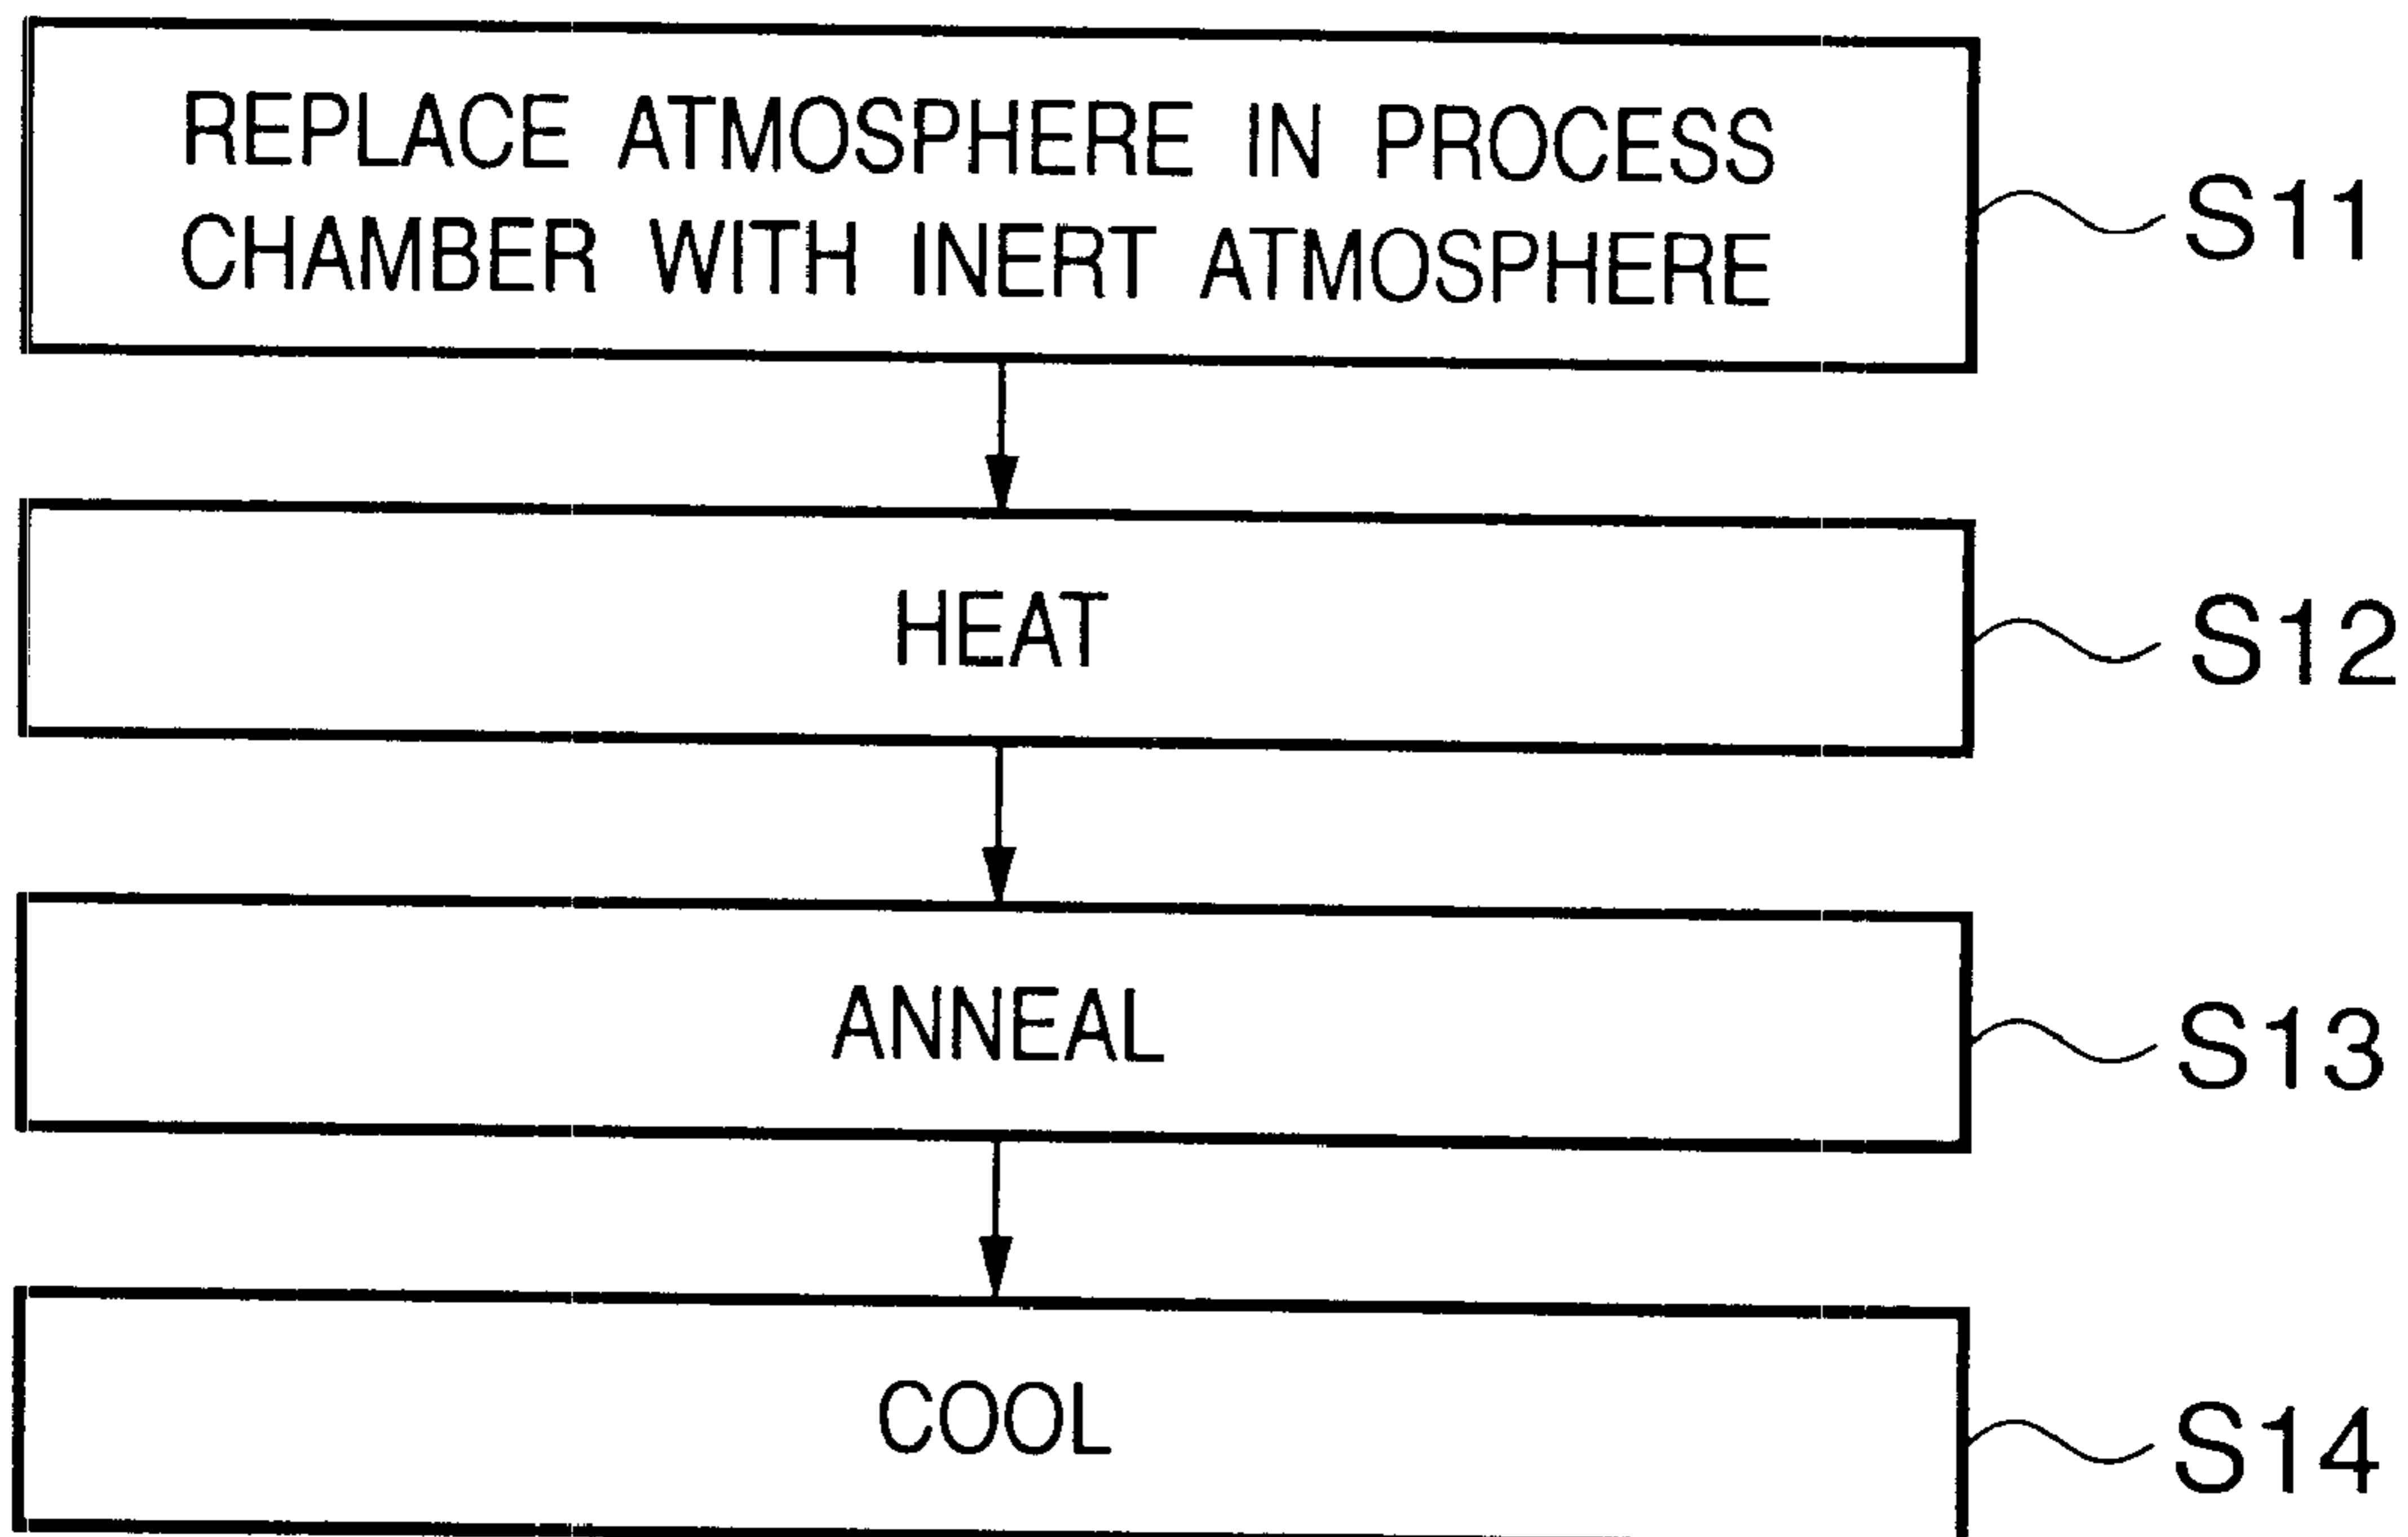 REPLACE ATMOSPHERE IN PROCESS
CHAMBER WITH INERT ATMOSPHERE
S11
HEAT
S12
ANNEAL
S13
COOL
S14